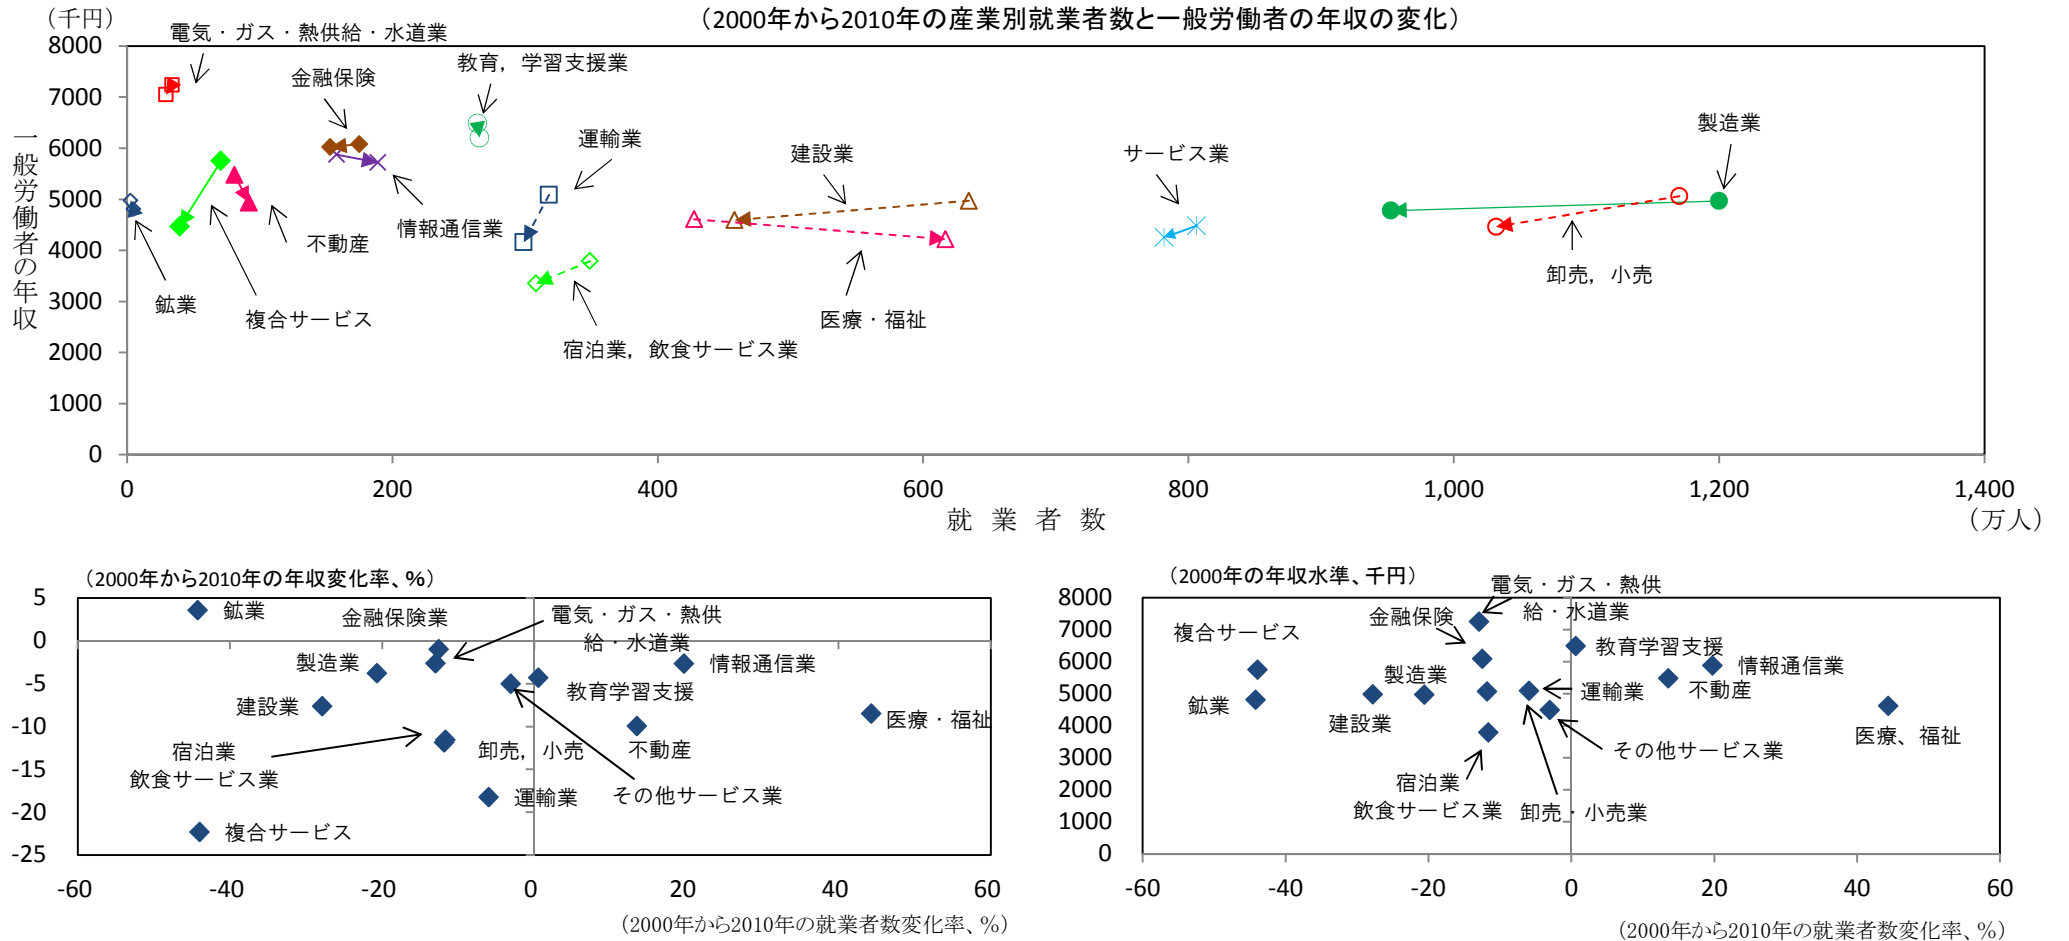 （千円）
（2000年から2010年の産業別就業者数と一般労働者の年収の変化）
電気・ガス・熱供給・水道業
8000
7000
6000
5000
4000
3000
2000
1000
0
一般労働者の年収
金融保険
教育，学習支援業
運輸業
建設業
サービス業
製造業
情報通信業
不動産
鉱業
複合サービス
宿泊業，飲食サービス業
医療・福祉
卸売，小売
0
200
400
600
800
1,000
1,200
1,400
就業者数
（万人）
（2000年から2010年の年収変化率、%）
5
0
-5
-10
-15
-20
-25
鉱業
金融保険業
電気・ガス・熱供
給・水道業
製造業
情報通信業
教育学習支援
建設業
医療・福祉
宿泊業
飲食サービス業
卸売，小売
不動産
運輸業
その他サービス業
複合サービス
-60
-40
-20
0
20
40
60
（2000年から2010年の就業者数変化率、%）
（2000年の年収水準、千円）
電気・ガス・熱供
給・水道業
8000
7000
6000
5000
4000
3000
2000
1000
0
金融保険
複合サービス
教育学習支援
情報通信業
製造業
運輸業
不動産
鉱業
建設業
医療、福祉
その他サービス業
宿泊業
飲食サービス業
卸売・小売業
-60
-40
-20
0
20
40
60
（2000年から2010年の就業者数変化率、%）